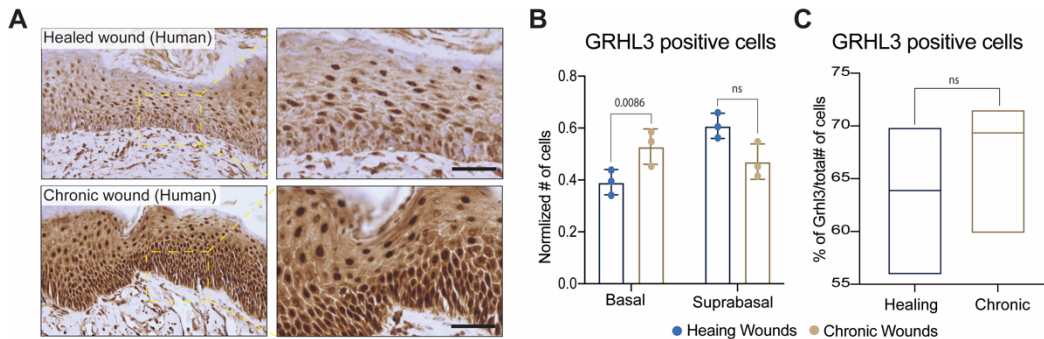 A
Healed wound (Human)
Chronic wound (Human)
B
GRHL3 positive cells
Normlized # of cells
0.8
0.6
0.4
0.2
0.0
0.0086
ns
Basal
Suprabasal
Heaing Wounds
Chronic Wounds
C
GRHL3 positive cells
% of Grhl3/total# of cells
75
70
65
60
55
ns
Healing
Chronic